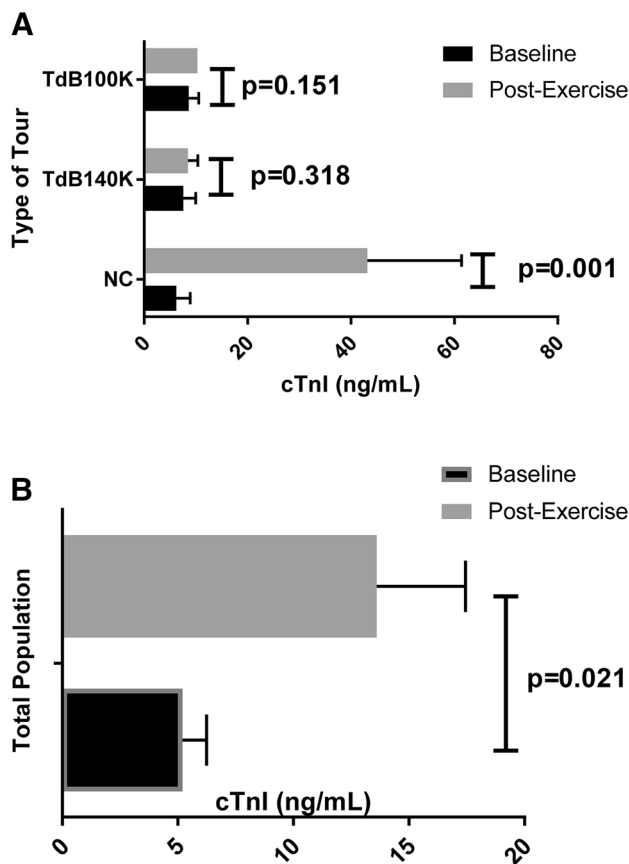 A
Baseline
Post-Exercise
Type of Tour
TdB100K
p=0.151
TdB140K
p=0.318
NC
p=0.001
0 20 40 60 80
cTnI (ng/mL)
B
Baseline
Post-Exercise
Total Population
p=0.021
cTnI (ng/mL)
0 5 10 15 20